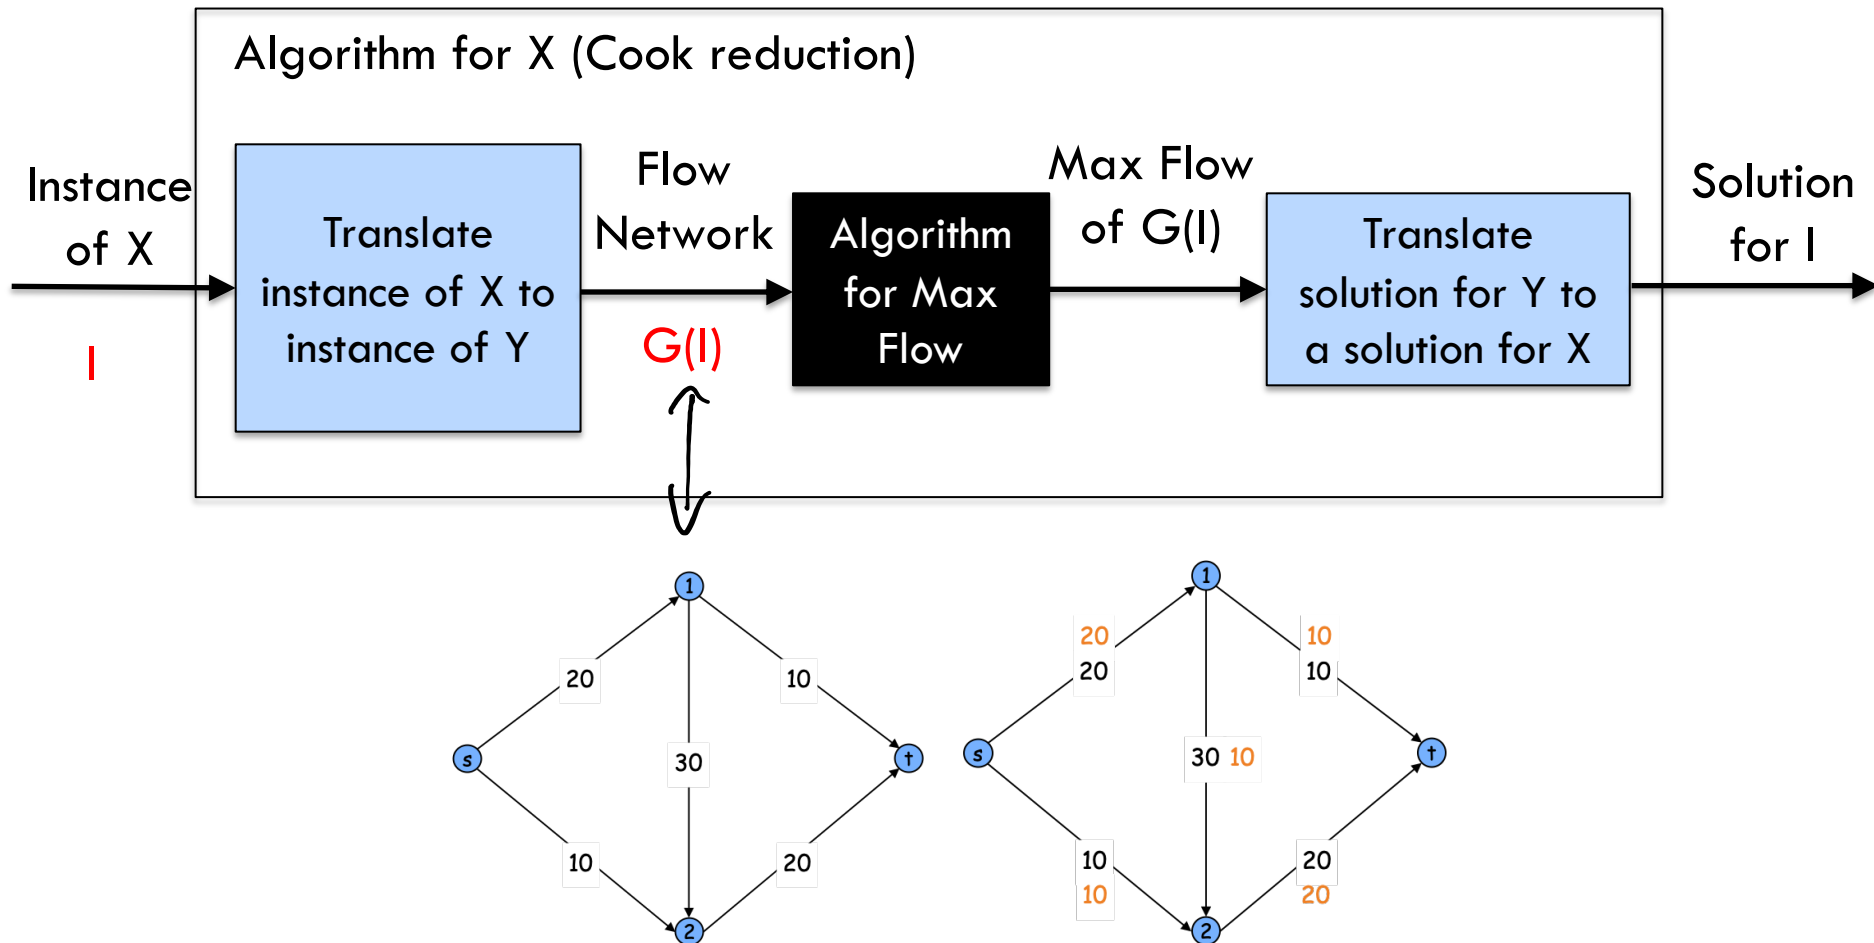 Algorithm for X (Cook reduction)
Instance
of X
I
Translate
instance of X to
instance of Y
Flow
Network
G(I)
Algorithm
for Max
Flow
Max Flow
of G(I)
Translate
solution for Y to
a solution for X
Solution
for I
1
20
10
s
30
t
10
20
2
1
20
10
20
10
s
30 10
t
10
20
10
20
2